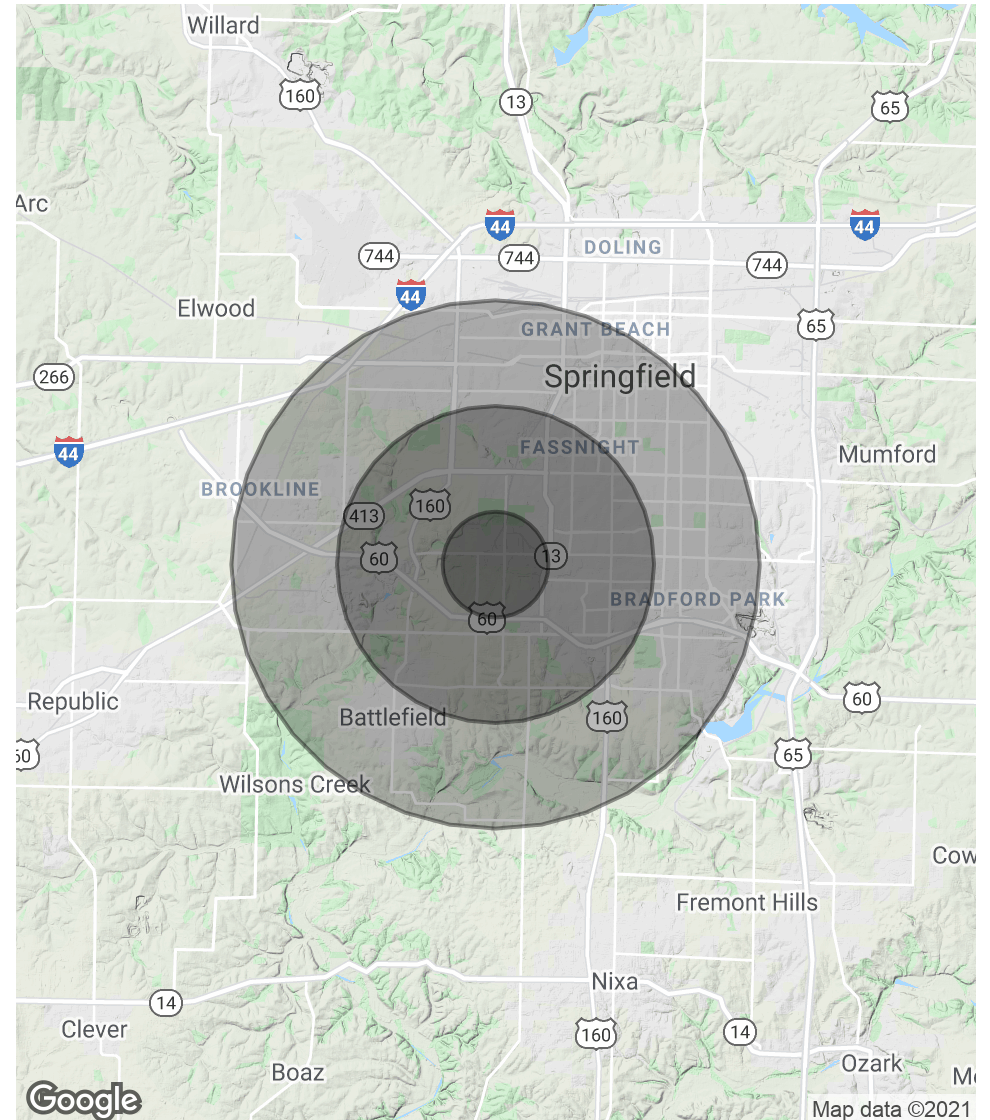 Willard
160
13
65
Arc
44
44
DOLING
744
744
744
44
Elwood
65
GRANT BEACH
266
Springfield
44
FASSNIGHT
Mumford
BROOKLINE
160
413
13
60
BRADFORD PARK
60
Republic
60
Battlefield
160
60
65
Wilsons Creek
Cow
Fremont Hills
Nixa
14
Clever
160
14
Ozark
Boaz
Mo
Google
Map data ©2021